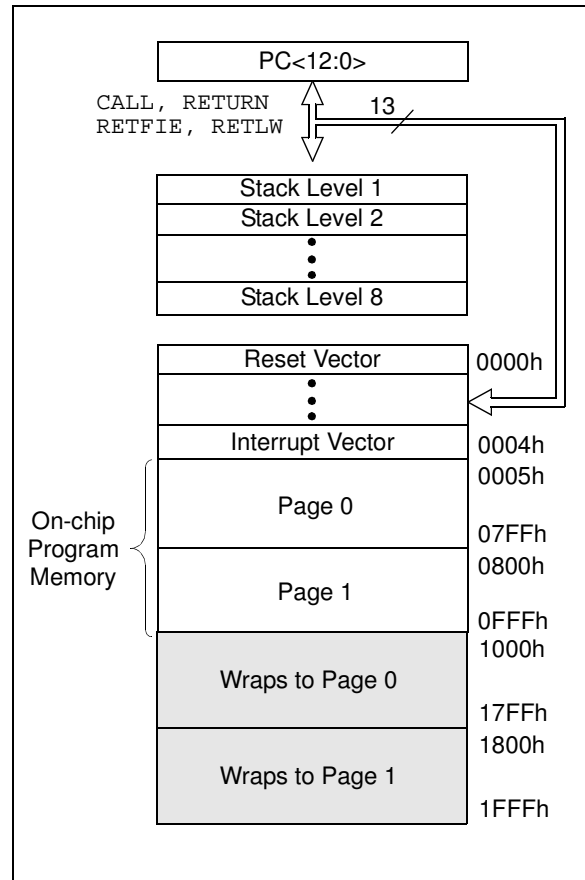 PC<12:0>
CALL, RETURN
RETFIE, RETLW
13
Stack Level 1
Stack Level 2
Stack Level 8
Reset Vector
0000h
Interrupt Vector
0004h
0005h
On-chip
Program
Memory
Page 0
07FFh
0800h
Page 1
0FFFh
1000h
Wraps to Page 0
17FFh
1800h
Wraps to Page 1
1FFFh